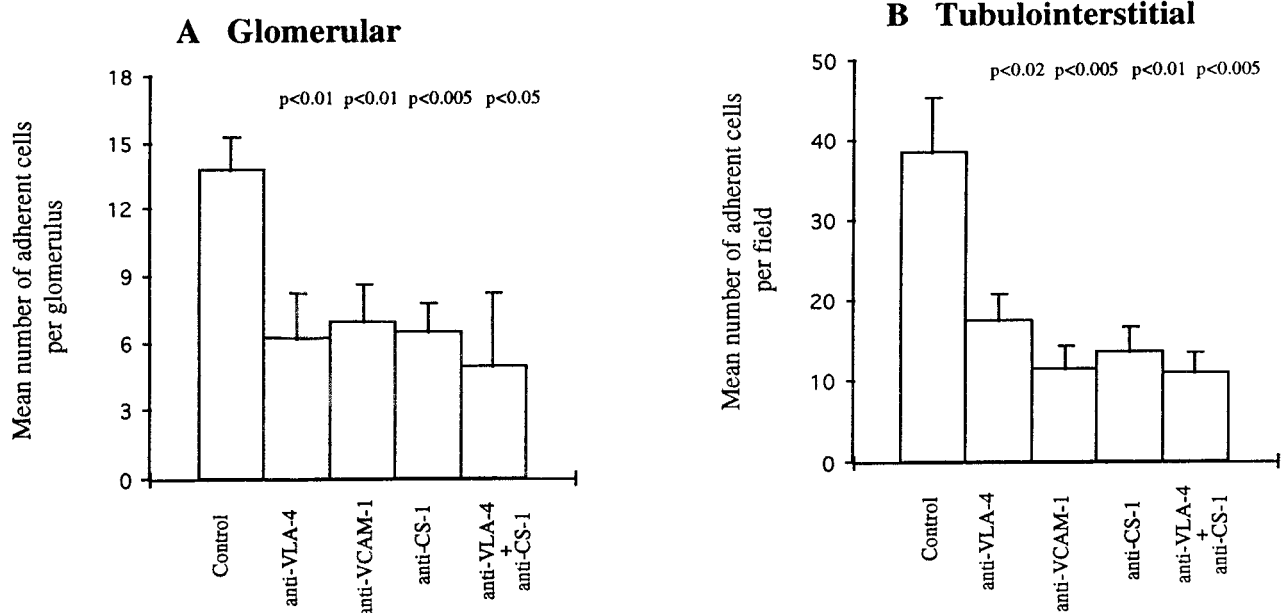 A Glomerular
p<0.01 p<0.01 p<0.005 p<0.05
18
15
12
9
6
3
0
Mean number of adherent cells
per glomerulus
Control
anti-VLA-4
anti-VCAM-1
anti-CS-1
anti-VLA-4
+
anti-CS-1
B Tubulointerstitial
p<0.02 p<0.005 p<0.01 p<0.005
50
40
30
20
10
0
Mean number of adherent cells
per field
Control
anti-VLA-4
anti-VCAM-1
anti-CS-1
anti-VLA-4
+
anti-CS-1